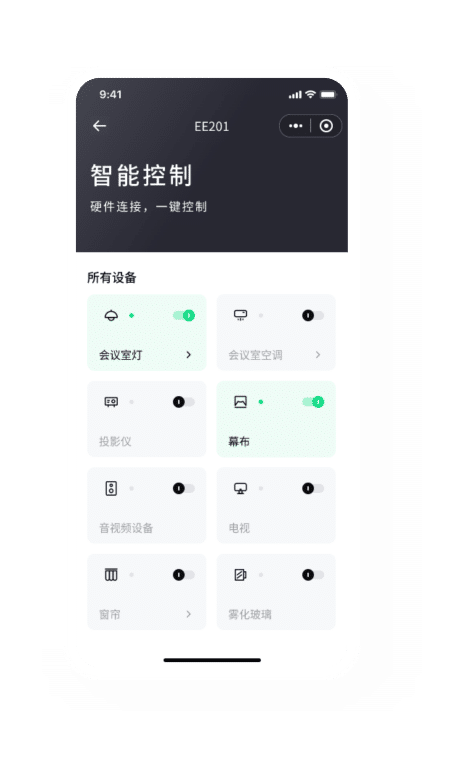 9:41
EE201
智能控制
硬件连接，一键控制
所有设备
会议室灯
会议室空调
投影仪
幕布
音视频设备
电视
窗帘
雾化玻璃